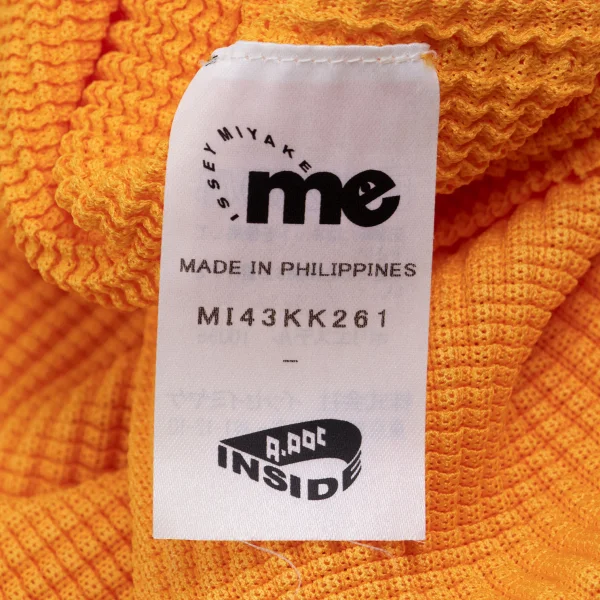 ISSEY MIYAKE
me
MADE IN PHILIPPINES
MI43KK261
A.POC
INSIDE